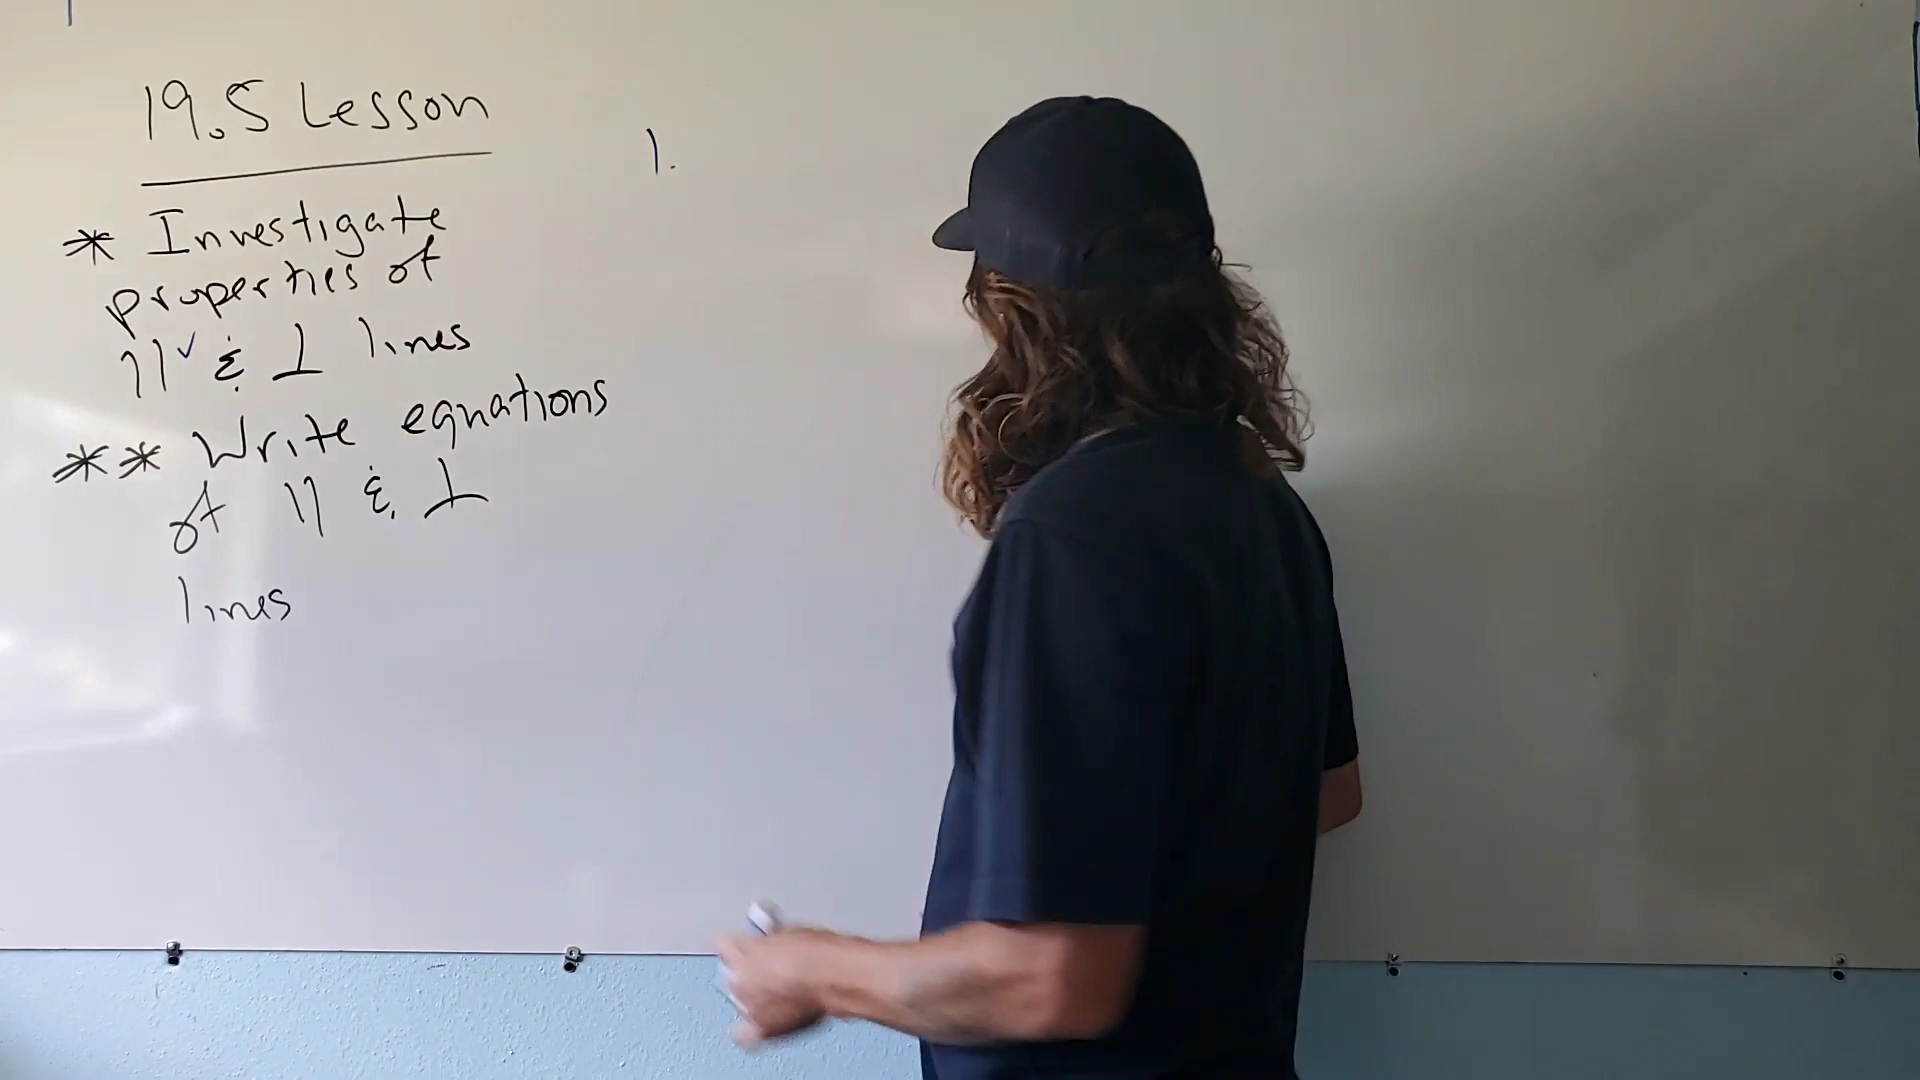 19.5 Lesson
* Investigate
properties of
|| ✓ & ⊥ lines
** Write equations
of || & ⊥
lines
1.